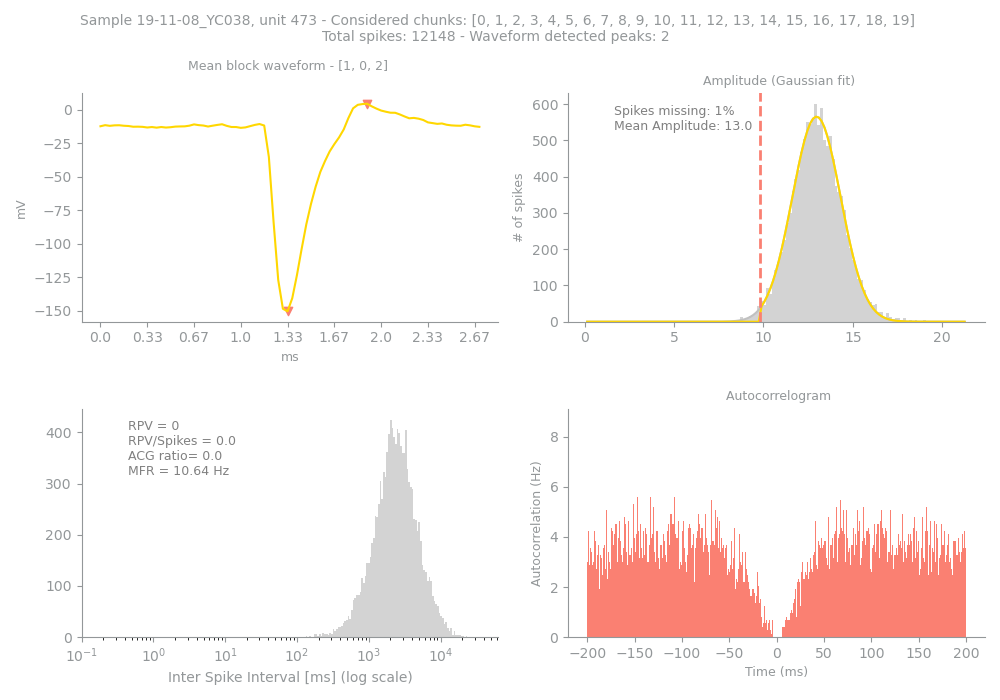 Sample 19-11-08_YC038, unit 473 - Considered chunks: [0, 1, 2, 3, 4, 5, 6, 7, 8, 9, 10, 11, 12, 13, 14, 15, 16, 17, 18, 19]
Total spikes: 12148 - Waveform detected peaks: 2
Mean block waveform - [1, 0, 2]
0
−25
−50
−75
−100
−125
−150
mV
0.0 0.33 0.67 1.0 1.33 1.67 2.0 2.33 2.67
ms
Amplitude (Gaussian fit)
Spikes missing: 1%
Mean Amplitude: 13.0
600
500
400
300
200
100
0
# of spikes
0 5 10 15 20
RPV = 0
RPV/Spikes = 0.0
ACG ratio= 0.0
MFR = 10.64 Hz
400
300
200
100
0
10⁻¹ 10⁰ 10¹ 10² 10³ 10⁴
Inter Spike Interval [ms] (log scale)
Autocorrelogram
8
6
4
2
0
Autocorrelation (Hz)
−200 −150 −100 −50 0 50 100 150 200
Time (ms)